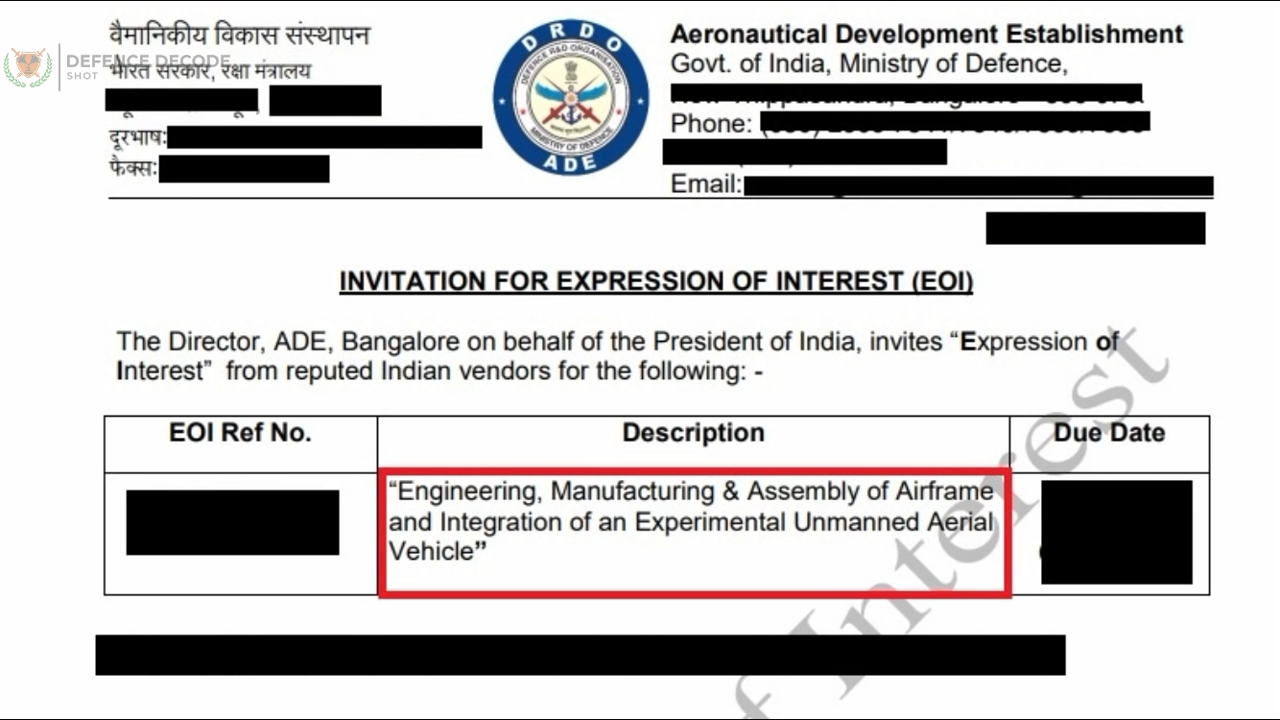 वैमानिकीय विकास संस्थापन
भारत सरकार, रक्षा मंत्रालय
दूरभाष:
फैक्स:
DEFENCE DECODE
SHOT
DRDO
DEFENCE R&D ORGANISATION
MINISTRY OF DEFENCE
ADE
Aeronautical Development Establishment
Govt. of India, Ministry of Defence,
Phone:
Email:
INVITATION FOR EXPRESSION OF INTEREST (EOI)
The Director, ADE, Bangalore on behalf of the President of India, invites “Expression of
Interest” from reputed Indian vendors for the following: -
EOI Ref No.
Description
Due Date
“Engineering, Manufacturing & Assembly of Airframe
and Integration of an Experimental Unmanned Aerial
Vehicle”
f Interest